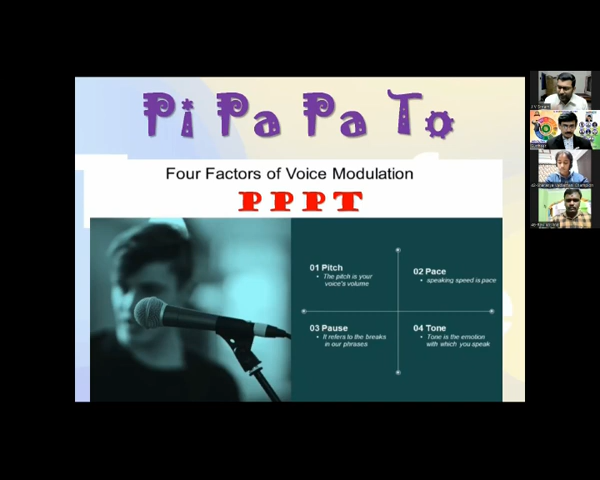 Pi Pa Pa To
Four Factors of Voice Modulation
PPPT
01 Pitch
• The pitch is your
voice's volume
02 Pace
• speaking speed is pace
03 Pause
• It refers to the breaks
in our phrases
04 Tone
• Tone is the emotion
with which you speak